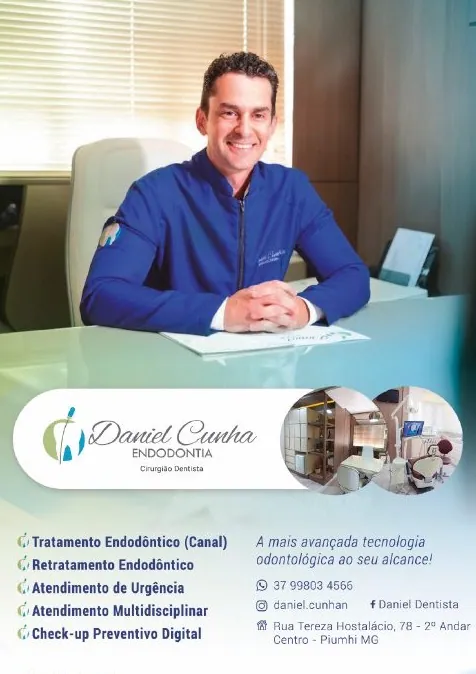 Daniel Cunha
ENDODONTIA
Cirurgião Dentista
Tratamento Endodôntico (Canal)
Retratamento Endodôntico
Atendimento de Urgência
Atendimento Multidisciplinar
Check-up Preventivo Digital
A mais avançada tecnologia
odontológica ao seu alcance!
37 99803 4566
daniel.cunhan
Daniel Dentista
Rua Tereza Hostalácio, 78 - 2º Andar
Centro - Piumhi MG